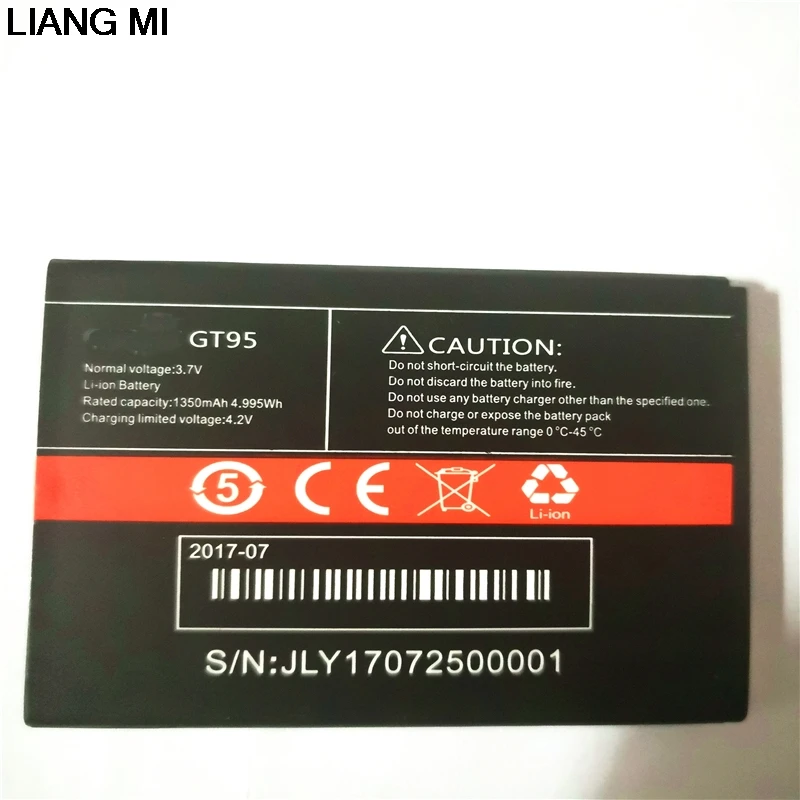 LIANG MI
GT95
Normal voltage:3.7V
Li-ion Battery
Rated capacity:1350mAh 4.995Wh
Charging limited voltage:4.2V
CAUTION:
Do not short-circuit the battery.
Do not discard the battery into fire.
Do not use any battery charger other than the specified one.
Do not charge or expose the battery pack
out of the temperature range 0°C-45°C
5
CE
Li-ion
2017-07
S/N:JLY17072500001